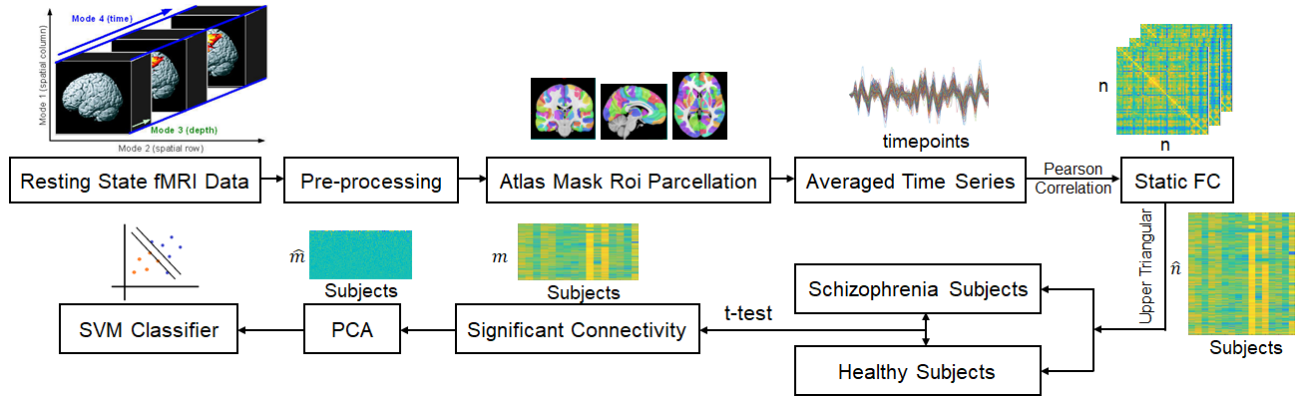 Mode 4 (time)
Mode 1 (spatial column)
Mode 3 (depth)
Mode 2 (spatial row)
timepoints
n
n
Resting State fMRI Data
Pre-processing
Atlas Mask Roi Parcellation
Averaged Time Series
Pearson
Correlation
Static FC
Upper Triangular
n̂
Subjects
Schizophrenia Subjects
Healthy Subjects
t-test
m
Subjects
Significant Connectivity
m̂
Subjects
PCA
SVM Classifier